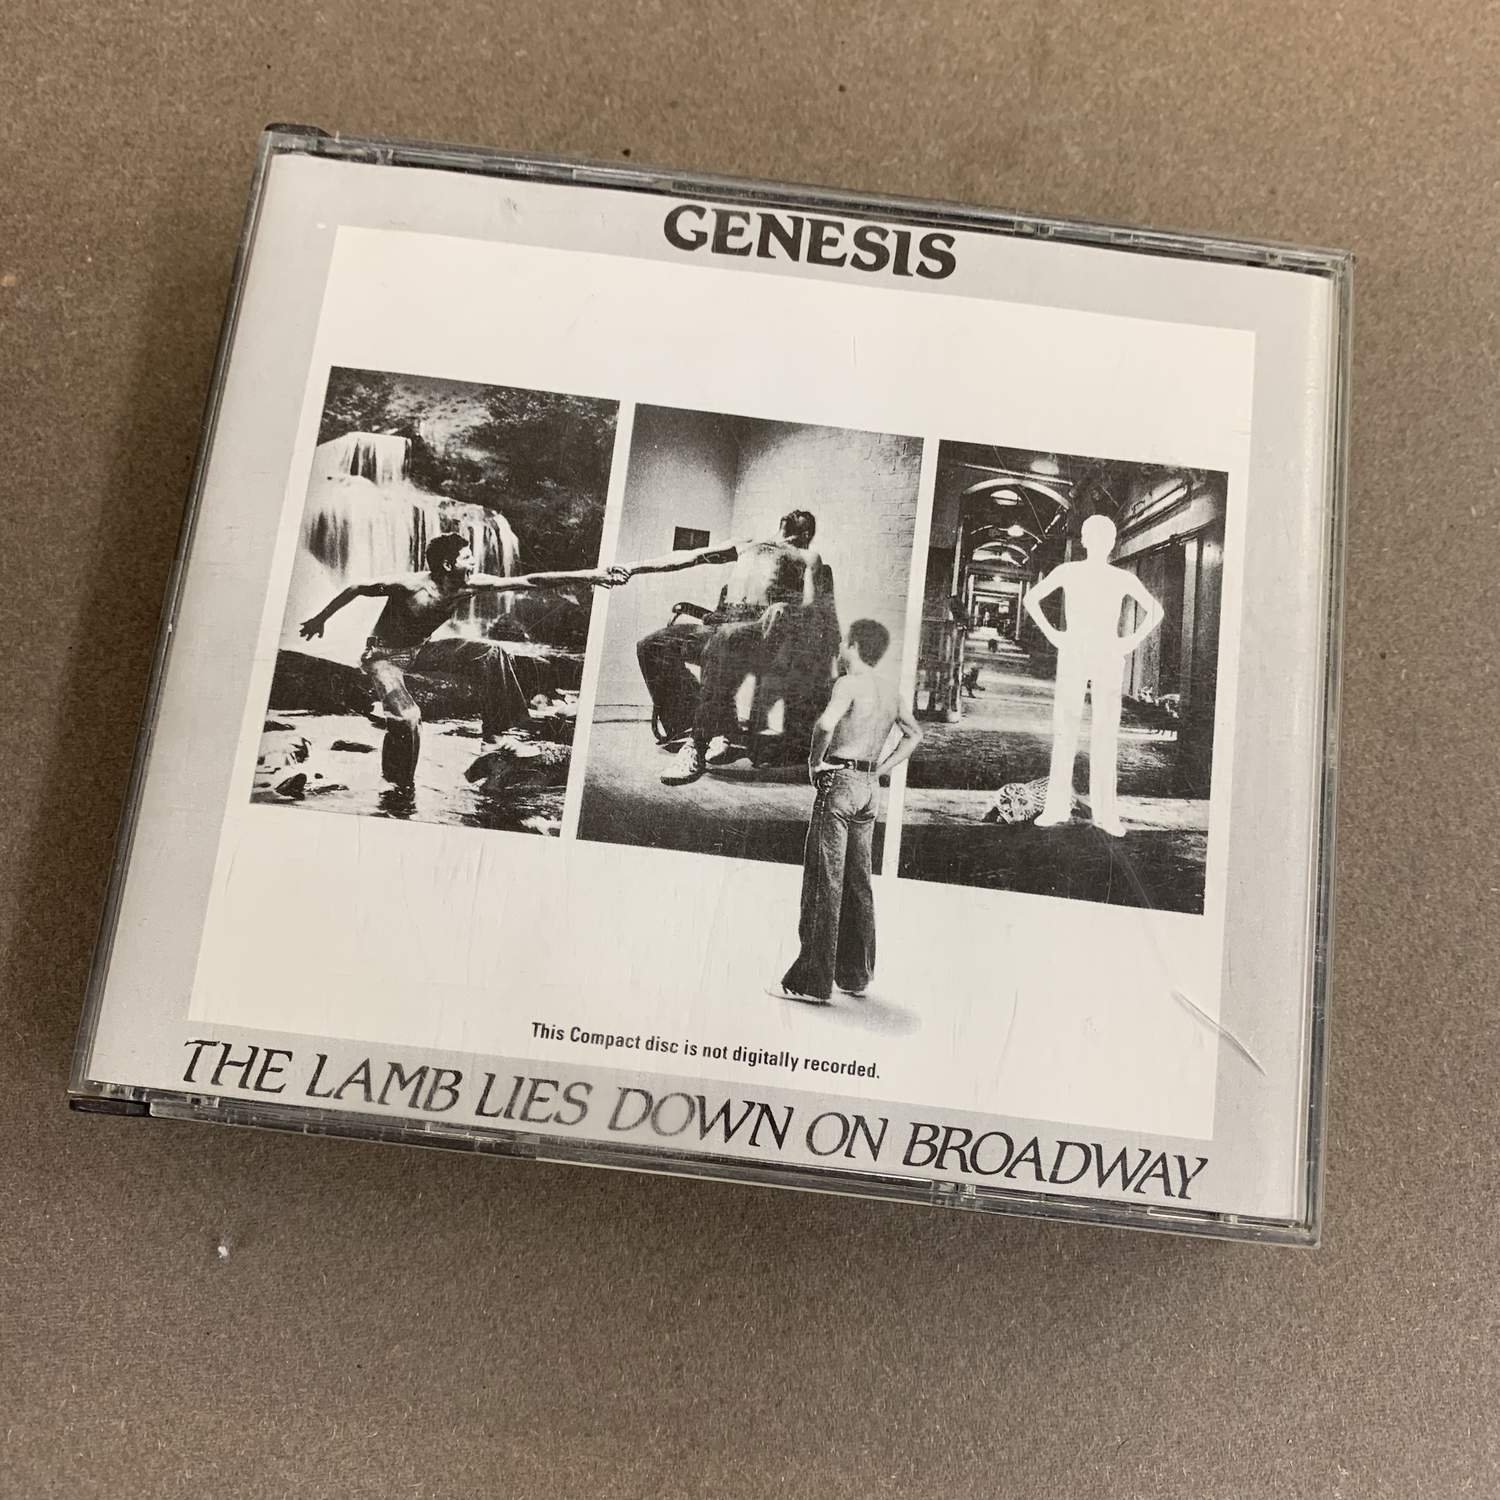 GENESIS
This Compact disc is not digitally recorded.
THE LAMB LIES DOWN ON BROADWAY